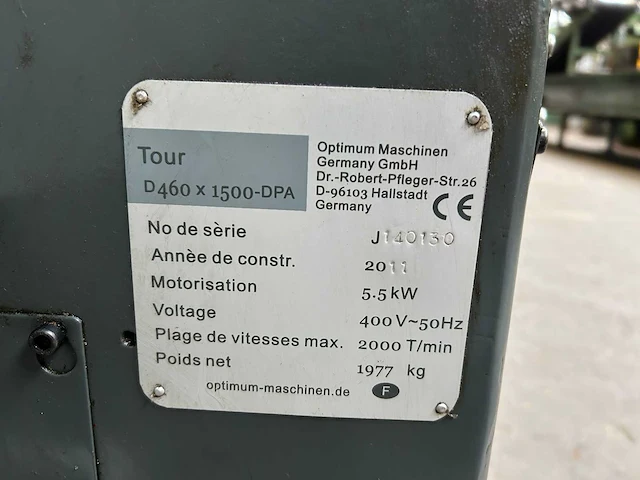 Tour
D460 x 1500-DPA
Optimum Maschinen
Germany GmbH
Dr.-Robert-Pfleger-Str.26
D-96103 Hallstadt
Germany
CE
No de sèrie J140130
Annèe de constr. 2011
Motorisation 5.5 kW
Voltage 400 V~50Hz
Plage de vitesses max. 2000 T/min
Poids net 1977 kg
optimum-maschinen.de F